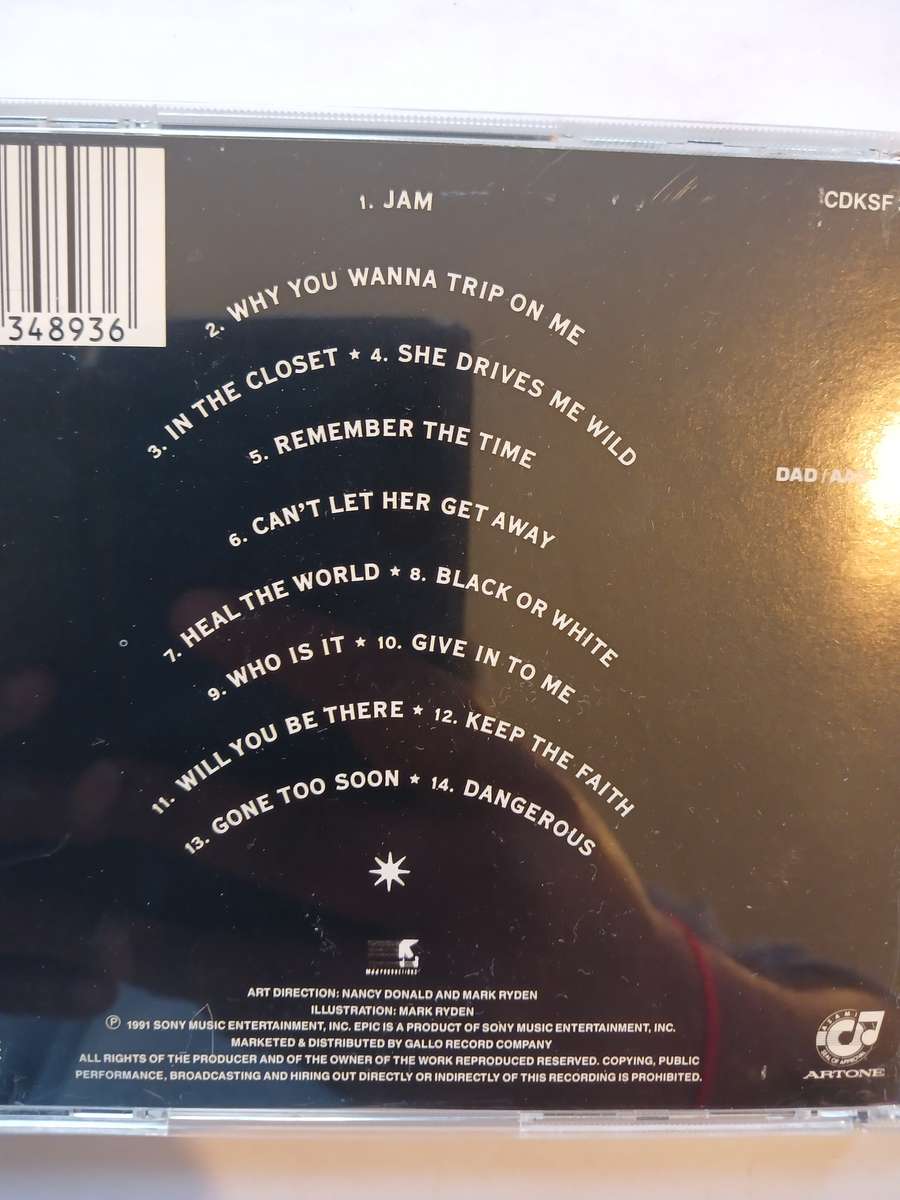 348936
1. JAM
CDKSF
2. WHY YOU WANNA TRIP ON ME
3. IN THE CLOSET ★ 4. SHE DRIVES ME WILD
5. REMEMBER THE TIME
DAD /
6. CAN'T LET HER GET AWAY
7. HEAL THE WORLD ★ 8. BLACK OR WHITE
9. WHO IS IT ★ 10. GIVE IN TO ME
11. WILL YOU BE THERE ★ 12. KEEP THE FAITH
13. GONE TOO SOON ★ 14. DANGEROUS
ART DIRECTION: NANCY DONALD AND MARK RYDEN
ILLUSTRATION: MARK RYDEN
℗ 1991 SONY MUSIC ENTERTAINMENT, INC. EPIC IS A PRODUCT OF SONY MUSIC ENTERTAINMENT, INC.
MARKETED & DISTRIBUTED BY GALLO RECORD COMPANY
ALL RIGHTS OF THE PRODUCER AND OF THE OWNER OF THE WORK REPRODUCED RESERVED. COPYING, PUBLIC
PERFORMANCE, BROADCASTING AND HIRING OUT DIRECTLY OR INDIRECTLY OF THIS RECORDING IS PROHIBITED.
ASAMI
SEAL OF APPROVAL
ARTONE